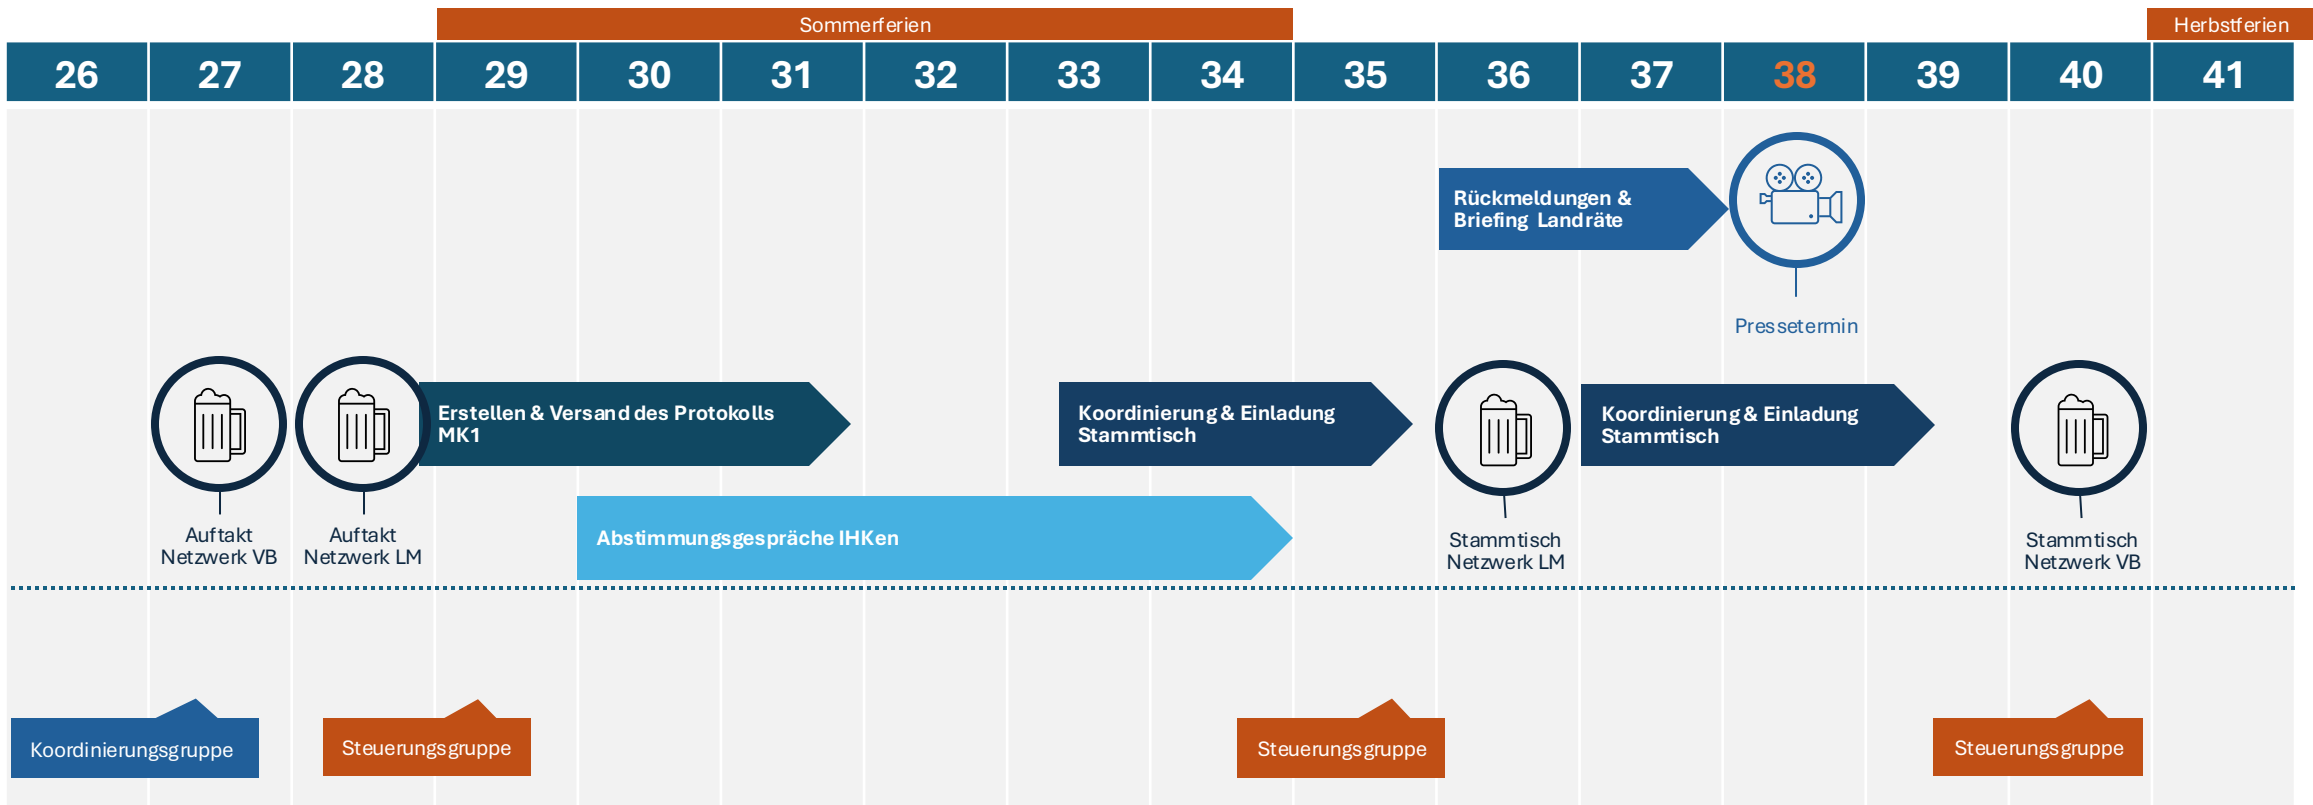 Sommerferien
Herbstferien
26
27
28
29
30
31
32
33
34
35
36
37
38
39
40
41
Rückmeldungen &
Briefing Landräte
Pressetermin
Erstellen & Versand des Protokolls
MK1
Koordinierung & Einladung
Stammtisch
Koordinierung & Einladung
Stammtisch
Auftakt
Netzwerk VB
Auftakt
Netzwerk LM
Abstimmungsgespräche IHKen
Stammtisch
Netzwerk LM
Stammtisch
Netzwerk VB
Koordinierungsgruppe
Steuerungsgruppe
Steuerungsgruppe
Steuerungsgruppe